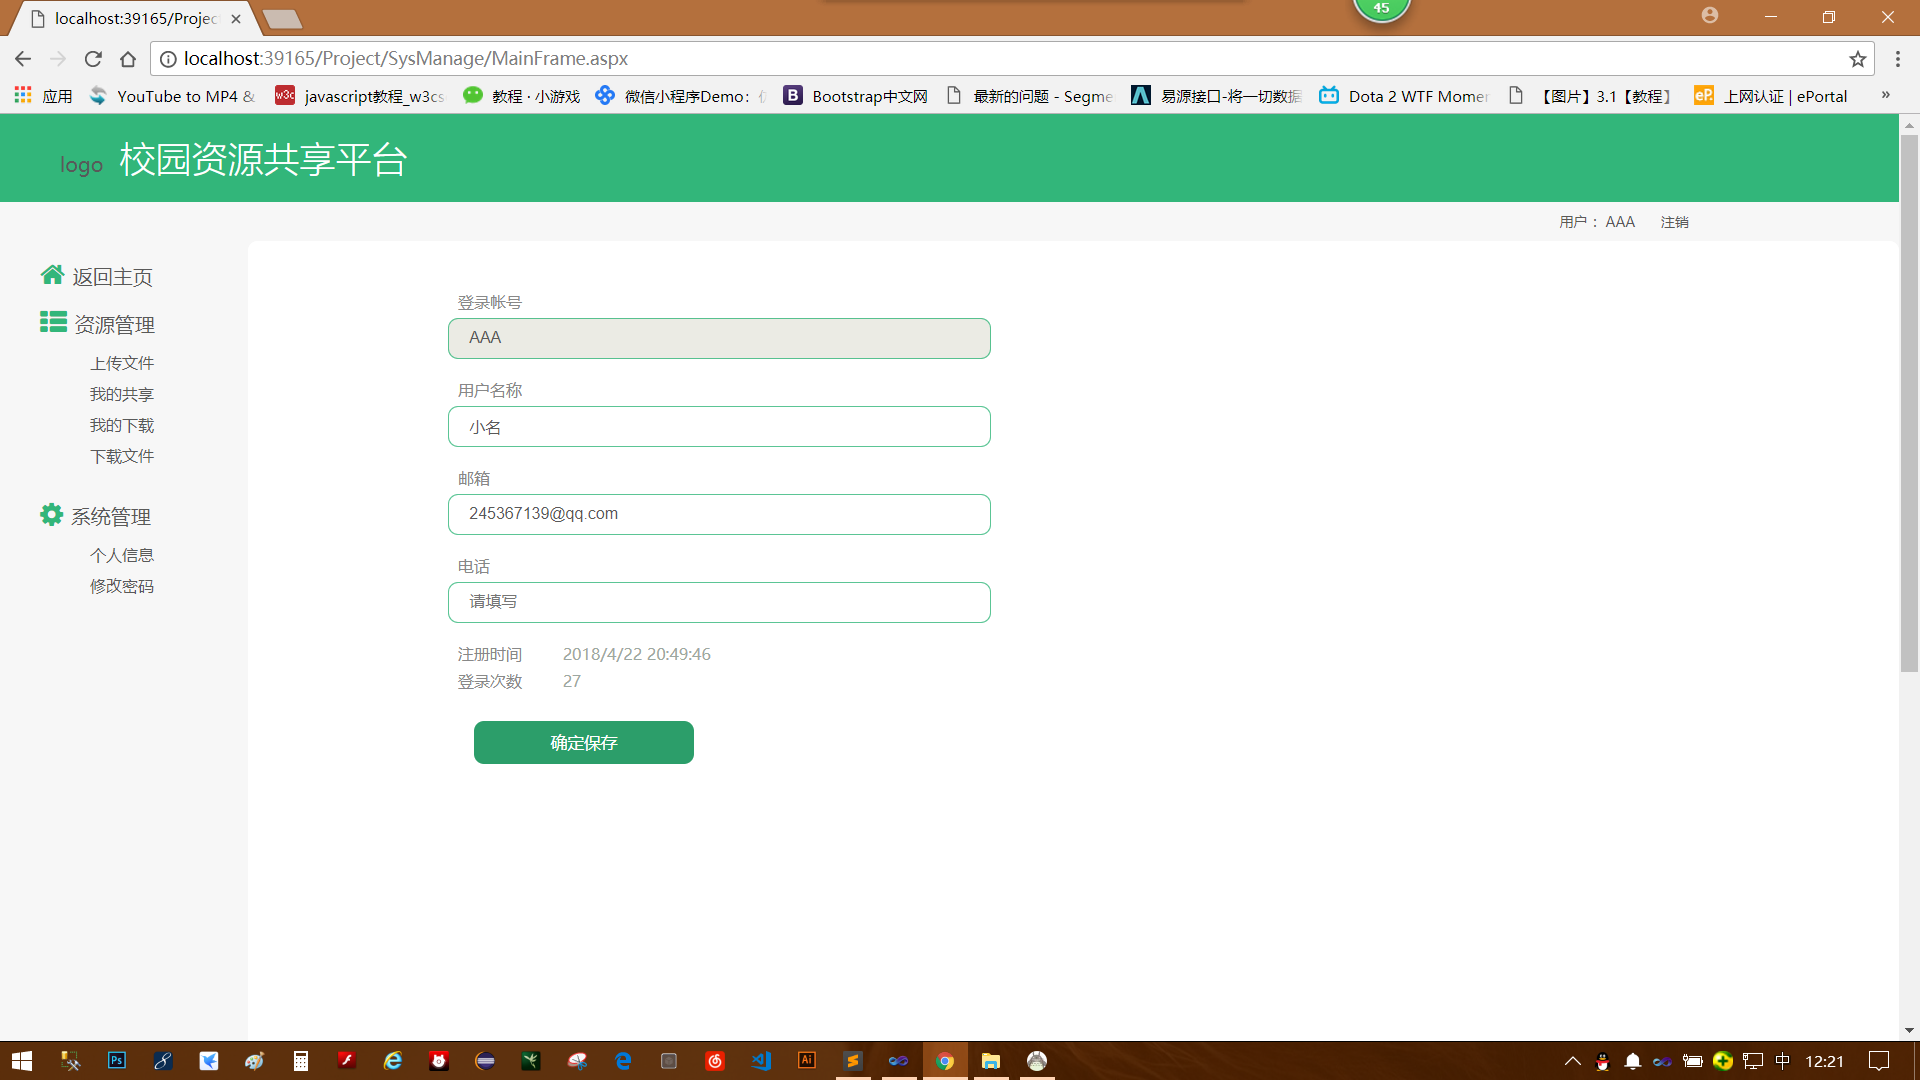 localhost:39165/Projec
45
localhost:39165/Project/SysManage/MainFrame.aspx
应用 YouTube to MP4 & javascript教程_w3cs 教程 · 小游戏 微信小程序Demo： Bootstrap中文网 最新的问题 - Segme 易源接口-将一切数据 Dota 2 WTF Momen 【图片】3.1【教程】 上网认证 | ePortal »
logo 校园资源共享平台
用户： AAA 注销
返回主页
资源管理
上传文件
我的共享
我的下载
下载文件
系统管理
个人信息
修改密码
登录帐号
AAA
用户名称
小名
邮箱
245367139@qq.com
电话
请填写
注册时间 2018/4/22 20:49:46
登录次数 27
确定保存
中 12:21